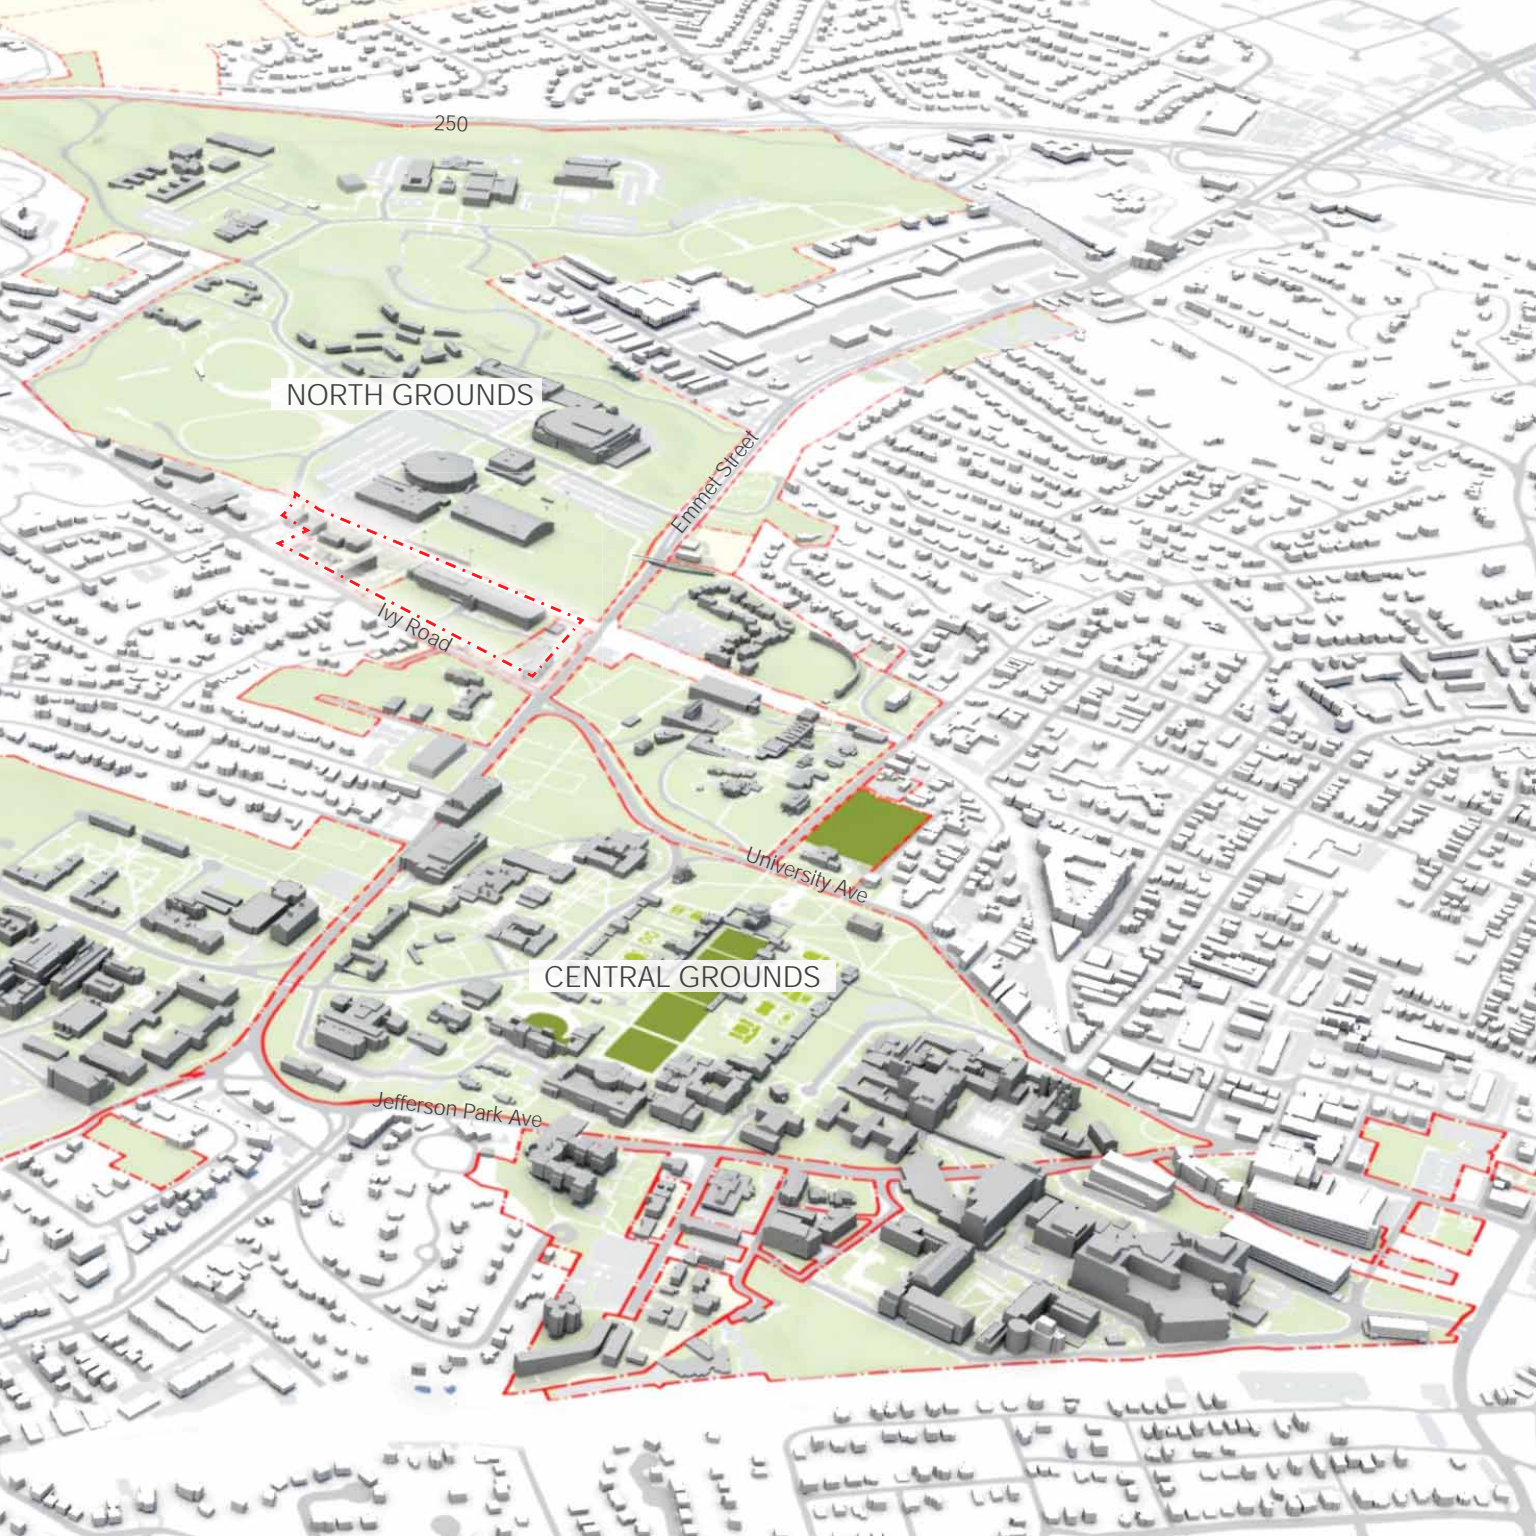 250
NORTH GROUNDS
Emmet Street
Ivy Road
University Ave
CENTRAL GROUNDS
Jefferson Park Ave